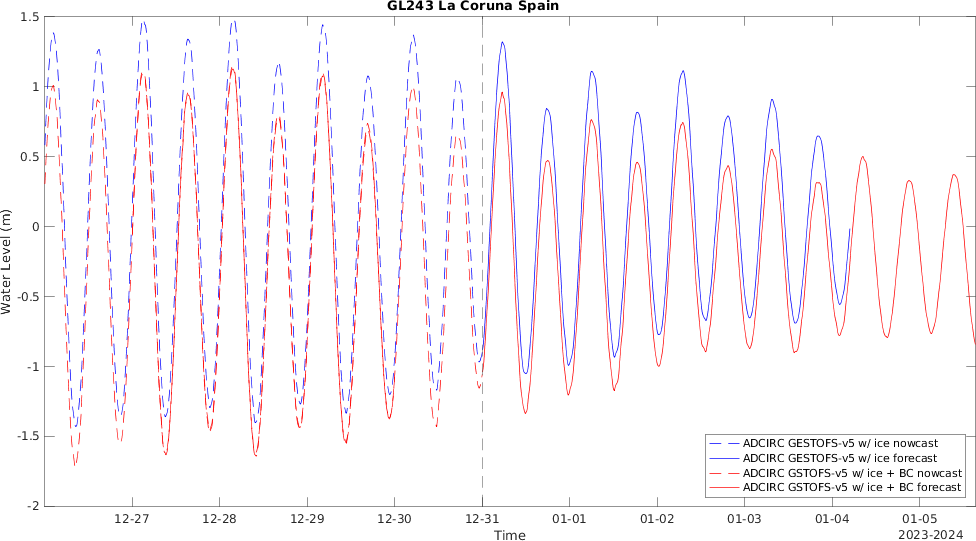 GL243 La Coruna Spain
1.5
1
0.5
0
-0.5
-1
-1.5
-2
Water Level (m)
12-27 12-28 12-29 12-30 12-31 01-01 01-02 01-03 01-04 01-05
Time
2023-2024
ADCIRC GESTOFS-v5 w/ ice nowcast
ADCIRC GESTOFS-v5 w/ ice forecast
ADCIRC GSTOFS-v5 w/ ice + BC nowcast
ADCIRC GSTOFS-v5 w/ ice + BC forecast